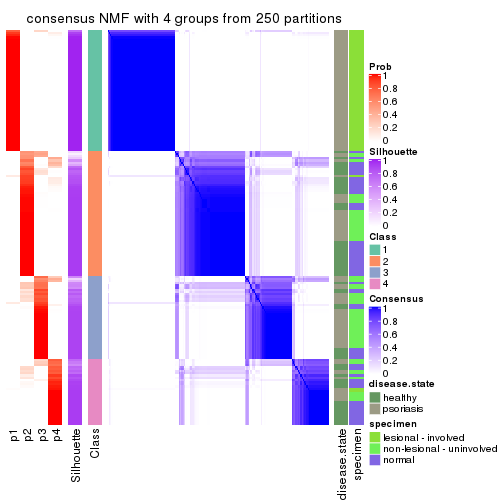 consensus NMF with 4 groups from 250 partitions
Prob
1
0.8
0.6
0.4
0.2
0
Silhouette
1
0.8
0.6
0.4
0.2
0
Class
1
2
3
4
Consensus
1
0.8
0.6
0.4
0.2
0
disease.state
healthy
psoriasis
specimen
lesional - involved
non-lesional - uninvolved
normal
p1
p2
p3
p4
Silhouette
Class
disease.state
specimen